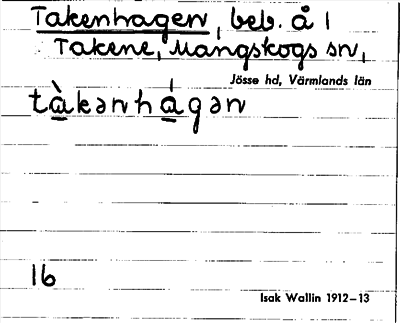 Takenhagen, beb. å 1
Takene, Mangskogs sn,
Jösse hd, Värmlands län
tàkənhágən
16
Isak Wallin 1912–13